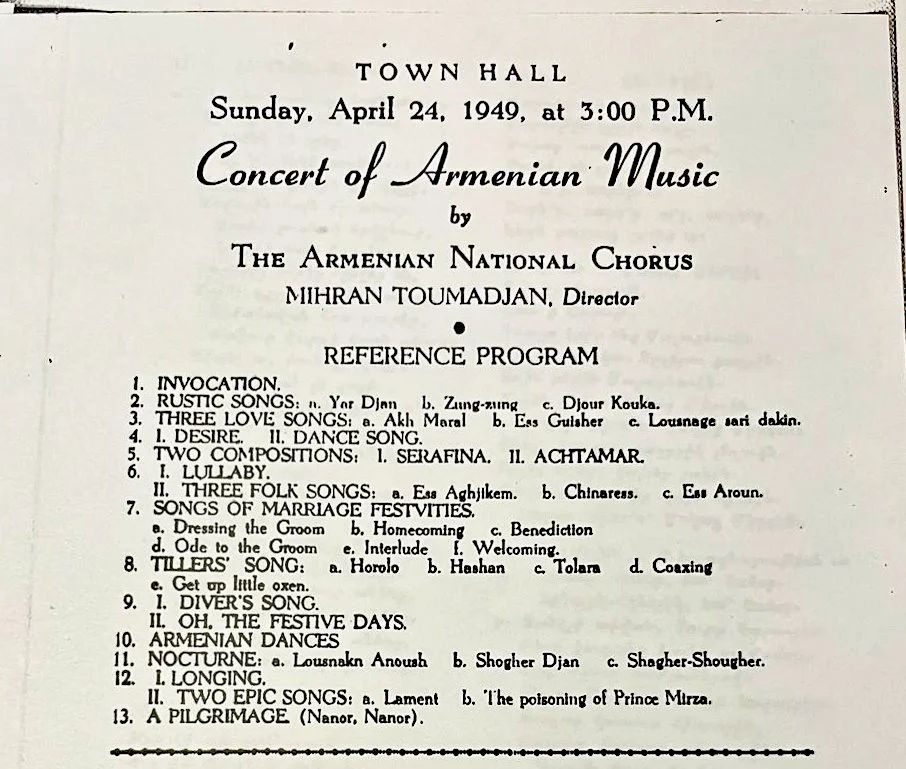 TOWN HALL
Sunday, April 24, 1949, at 3:00 P.M.
Concert of Armenian Music
by
THE ARMENIAN NATIONAL CHORUS
MIHRAN TOUMADJAN, Director
REFERENCE PROGRAM
1. INVOCATION.
2. RUSTIC SONGS: a. Yar Djan b. Zung-zung c. Djour Kouka.
3. THREE LOVE SONGS: a. Akh Maral b. Ess Guisher c. Lousnage sari dakin.
4. I. DESIRE. II. DANCE SONG.
5. TWO COMPOSITIONS: I. SERAFINA. II. ACHTAMAR.
6. I. LULLABY.
II. THREE FOLK SONGS: a. Ess Aghjikem. b. Chinaress. c. Ess Aroun.
7. SONGS OF MARRIAGE FESTVITIES.
a. Dressing the Groom b. Homecoming c. Benediction
d. Ode to the Groom e. Interlude f. Welcoming.
8. TILLERS' SONG: a. Horolo b. Hashan c. Tolara d. Coaxing
e. Get up little oxen.
9. I. DIVER'S SONG.
II. OH, THE FESTIVE DAYS.
10. ARMENIAN DANCES
11. NOCTURNE: a. Lousnakn Anoush b. Shogher Djan c. Shagher-Shougher.
12. I. LONGING.
II. TWO EPIC SONGS: a. Lament b. The poisoning of Prince Mirza.
13. A PILGRIMAGE (Nanor, Nanor).